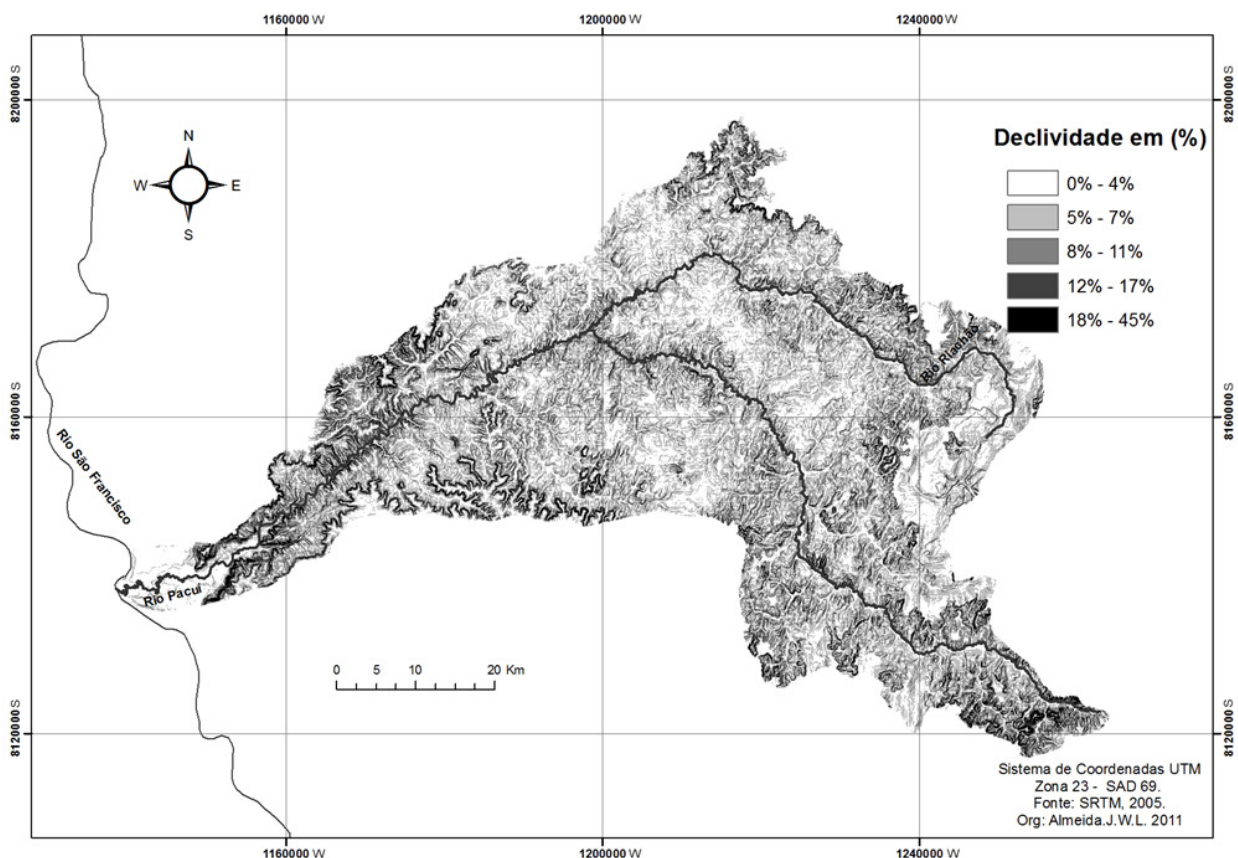 1160000 W
1200000 W
1240000 W
8200000 S
8200000 S
N
W
E
S
Declividade em (%)
0% - 4%
5% - 7%
8% - 11%
12% - 17%
18% - 45%
Rio Riachão
8160000 S
8160000 S
Rio São Francisco
Rio Pacuí
0 5 10 20 Km
8120000 S
8120000 S
Sistema de Coordenadas UTM
Zona 23 - SAD 69.
Fonte: SRTM, 2005.
Org: Almeida.J.W.L. 2011
1160000 W
1200000 W
1240000 W